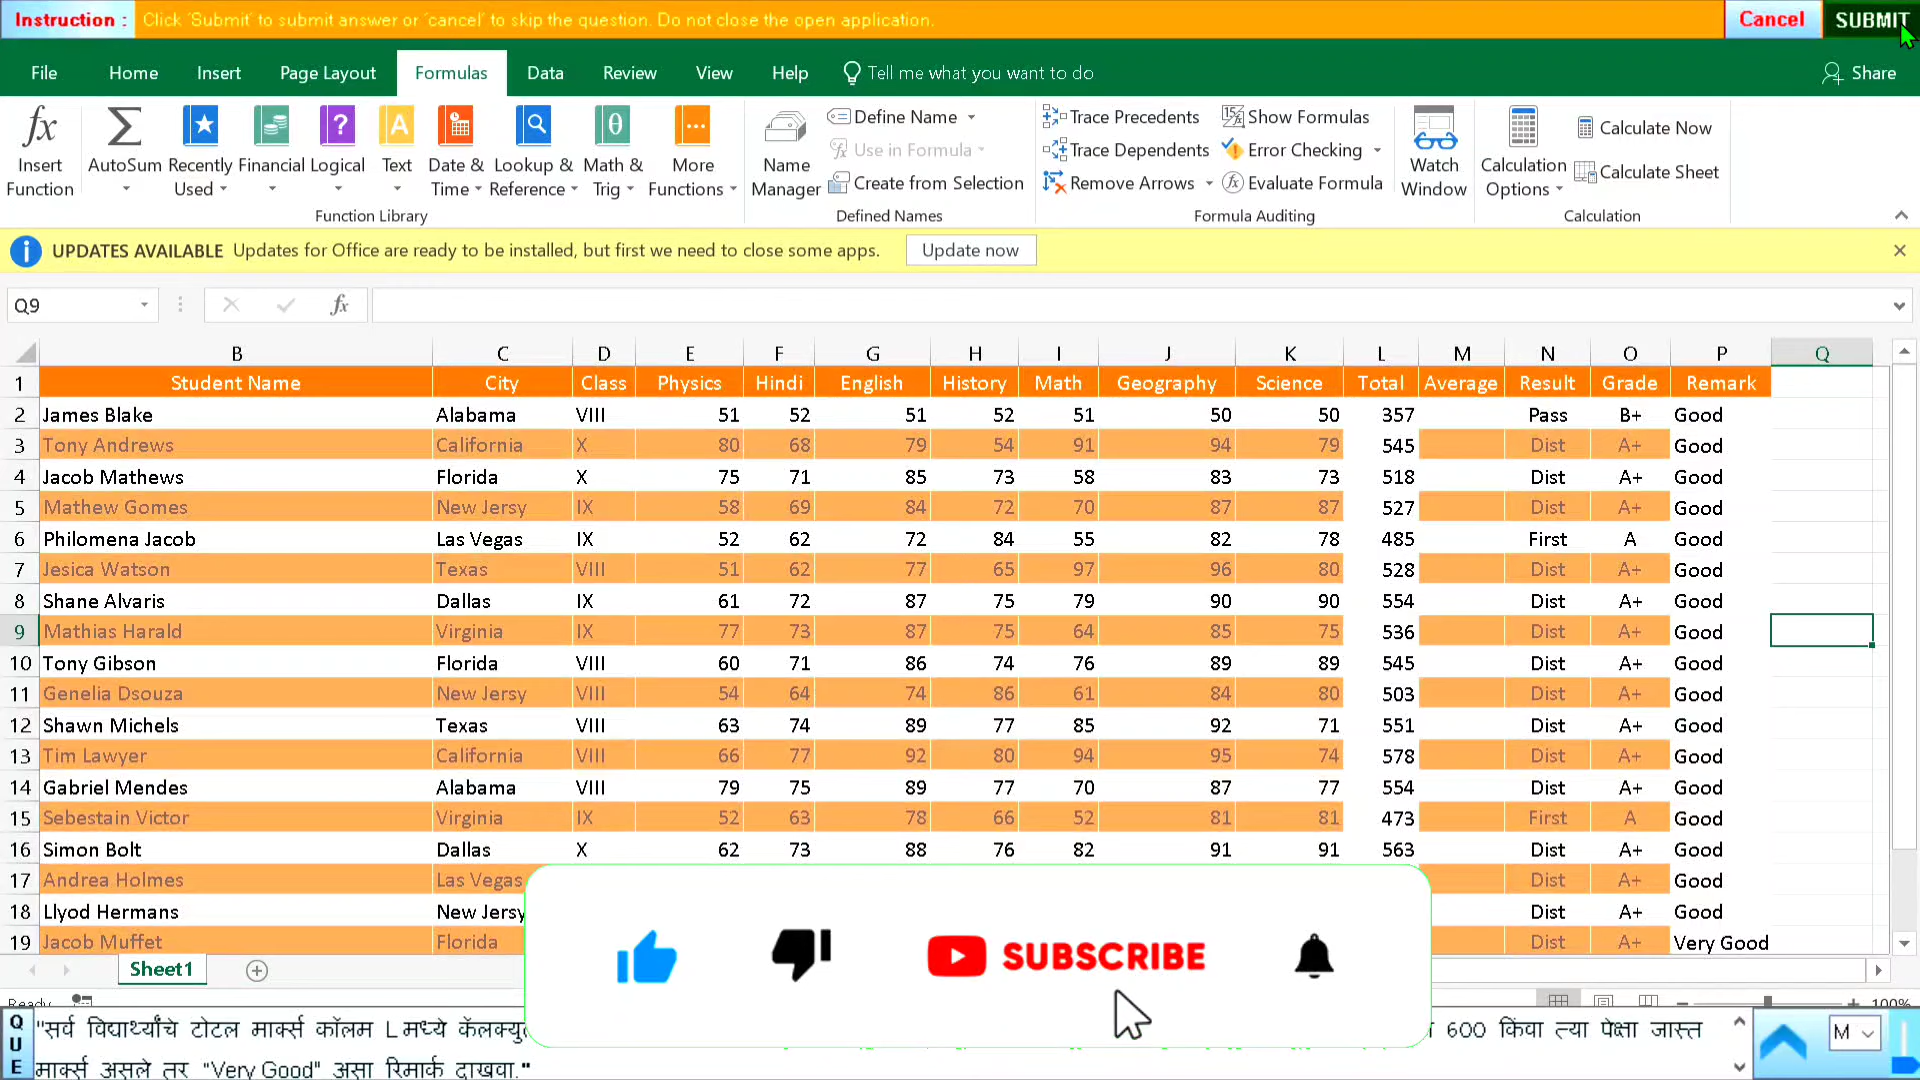 Instruction : Click 'Submit' to submit answer or 'cancel' to skip the question. Do not close the open application. Cancel SUBMIT
File Home Insert Page Layout Formulas Data Review View Help Tell me what you want to do Share
Insert Function AutoSum Recently Used Financial Logical Text Date & Time Lookup & Reference Math & Trig More Functions
Function Library
Name Manager Define Name Use in Formula Create from Selection
Defined Names
Trace Precedents Show Formulas
Trace Dependents Error Checking
Remove Arrows Evaluate Formula
Watch Window
Formula Auditing
Calculation Options Calculate Now Calculate Sheet
Calculation
UPDATES AVAILABLE Updates for Office are ready to be installed, but first we need to close some apps. Update now
Q9 fx
B C D E F G H I J K L M N O P Q
1 Student Name City Class Physics Hindi English History Math Geography Science Total Average Result Grade Remark
2 James Blake Alabama VIII 51 52 51 52 51 50 50 357 Pass B+ Good
3 Tony Andrews California X 80 68 79 54 91 94 79 545 Dist A+ Good
4 Jacob Mathews Florida X 75 71 85 73 58 83 73 518 Dist A+ Good
5 Mathew Gomes New Jersy IX 58 69 84 72 70 87 87 527 Dist A+ Good
6 Philomena Jacob Las Vegas IX 52 62 72 84 55 82 78 485 First A Good
7 Jesica Watson Texas VIII 51 62 77 65 97 96 80 528 Dist A+ Good
8 Shane Alvaris Dallas IX 61 72 87 75 79 90 90 554 Dist A+ Good
9 Mathias Harald Virginia IX 77 73 87 75 64 85 75 536 Dist A+ Good
10 Tony Gibson Florida VIII 60 71 86 74 76 89 89 545 Dist A+ Good
11 Genelia Dsouza New Jersy VIII 54 64 74 86 61 84 80 503 Dist A+ Good
12 Shawn Michels Texas VIII 63 74 89 77 85 92 71 551 Dist A+ Good
13 Tim Lawyer California VIII 66 77 92 80 94 95 74 578 Dist A+ Good
14 Gabriel Mendes Alabama VIII 79 75 89 77 70 87 77 554 Dist A+ Good
15 Sebestain Victor Virginia IX 52 63 78 66 52 81 81 473 First A Good
16 Simon Bolt Dallas X 62 73 88 76 82 91 91 563 Dist A+ Good
17 Andrea Holmes Las Vegas Dist A+ Good
18 Llyod Hermans New Jersy Dist A+ Good
19 Jacob Muffet Florida Dist A+ Very Good
SUBSCRIBE
Sheet1
Ready 100%
QUE
"सर्व विद्यार्थ्यांचे टोटल मार्क्स कॉलम L मध्ये 600 किंवा त्या पेक्षा जास्त
मार्क्स असले तर "Very Good" असा रिमार्क दाखवा."
M